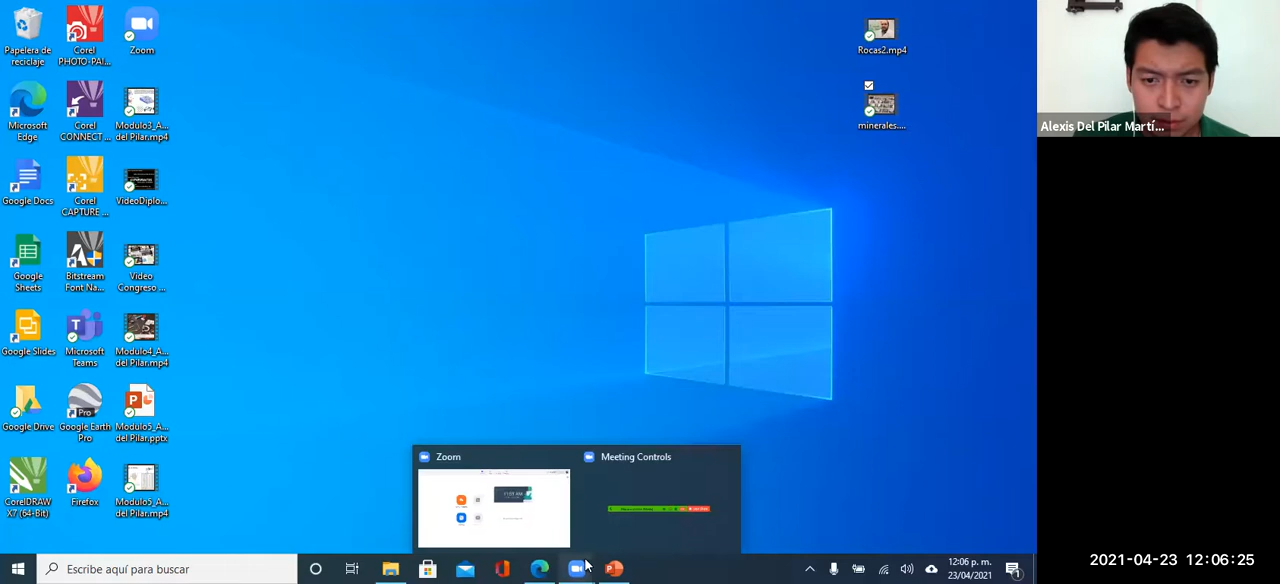 Papelera de
reciclaje
Corel
PHOTO-PAI...
Zoom
Microsoft
Edge
Corel
CONNECT ...
Modulo3_A...
del Pilar.mp4
Google Docs
Corel
CAPTURE ...
VideoDiplo...
Google
Sheets
Bitstream
Font Na...
Video
Congreso ...
Google Slides
Microsoft
Teams
Modulo4_A...
del Pilar.mp4
Google Drive
Pro
Google Earth
Pro
Modulo5_A...
del Pilar.pptx
CorelDRAW
X7 (64-Bit)
Firefox
Modulo5_A...
del Pilar.mp4
Rocas2.mp4
minerales....
Alexis Del Pilar Martí...
Zoom
Meeting Controls
Escribe aquí para buscar
12:06 p. m.
23/04/2021
1
2021-04-23 12:06:25